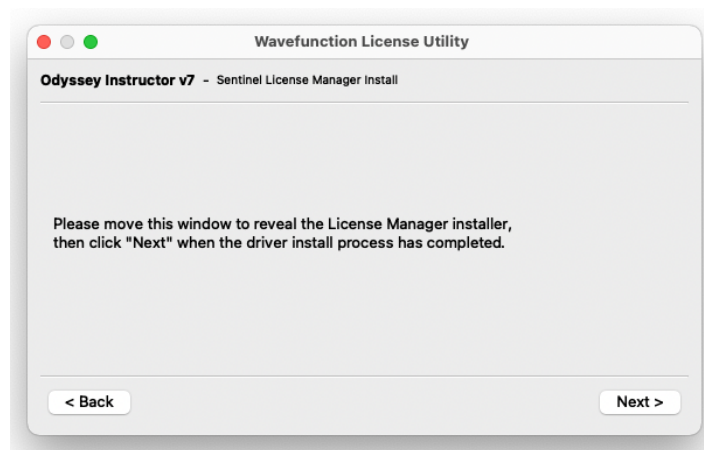 Wavefunction License Utility
Odyssey Instructor v7 - Sentinel License Manager Install
Please move this window to reveal the License Manager installer,
then click "Next" when the driver install process has completed.
< Back
Next >